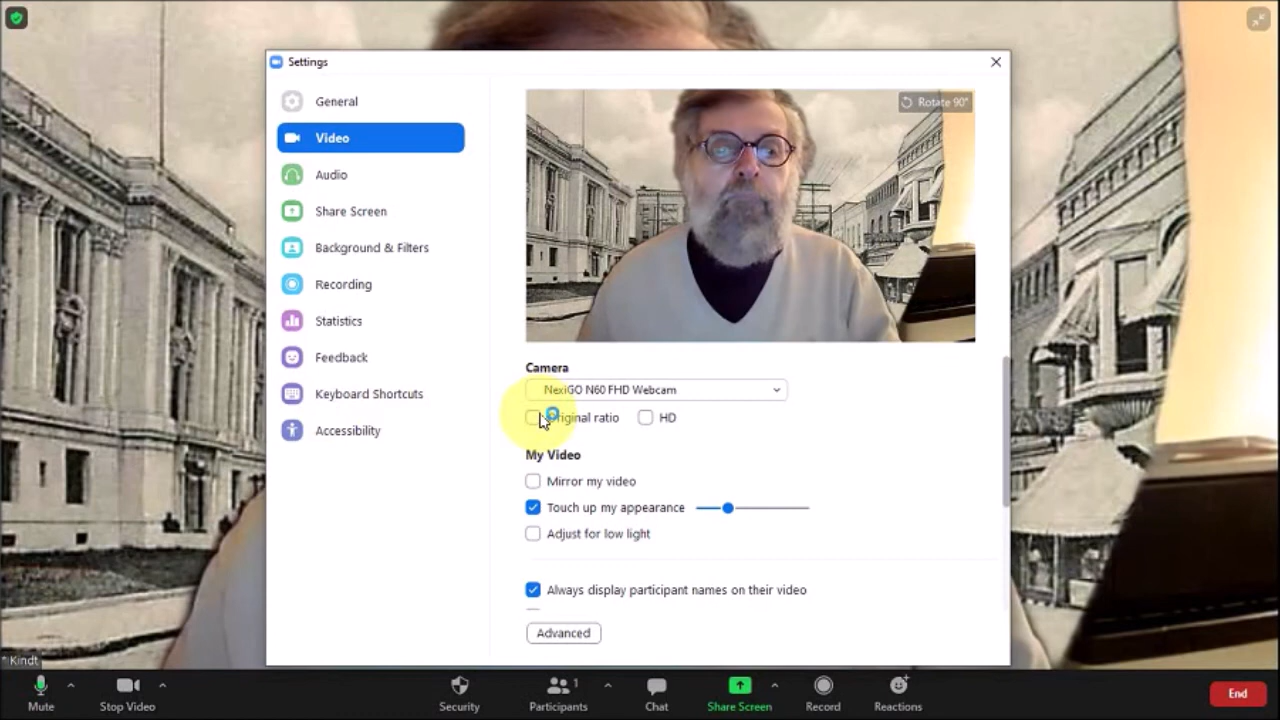 Settings
General
Video
Audio
Share Screen
Background & Filters
Recording
Statistics
Feedback
Keyboard Shortcuts
Accessibility
Rotate 90°
Camera
NexiGO N60 FHD Webcam
Original ratio
HD
My Video
Mirror my video
Touch up my appearance
Adjust for low light
Always display participant names on their video
Advanced
Kindt
Mute
Stop Video
Security
Participants
1
Chat
Share Screen
Record
Reactions
End